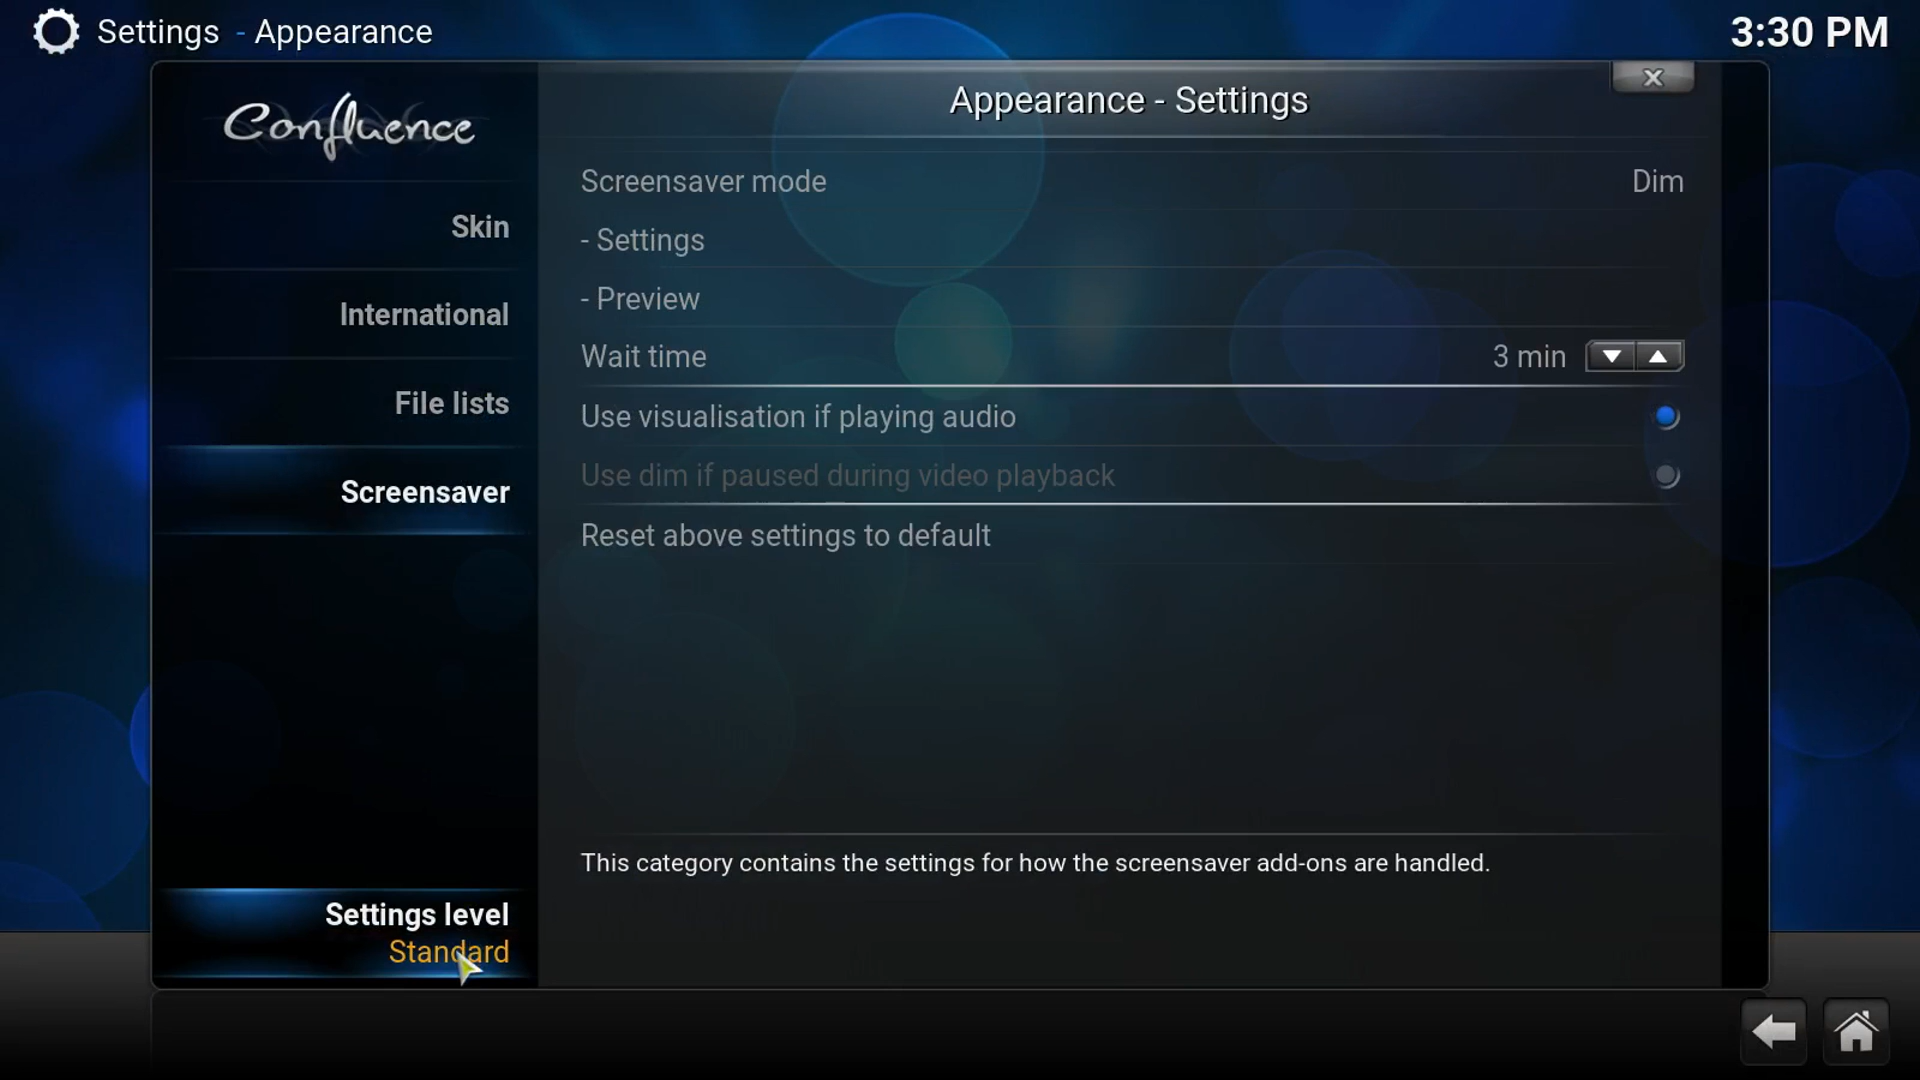 Settings - Appearance
3:30 PM
Confluence
Appearance - Settings
Skin
International
File lists
Screensaver
Screensaver mode Dim
- Settings
- Preview
Wait time 3 min
Use visualisation if playing audio
Use dim if paused during video playback
Reset above settings to default
This category contains the settings for how the screensaver add-ons are handled.
Settings level
Standard